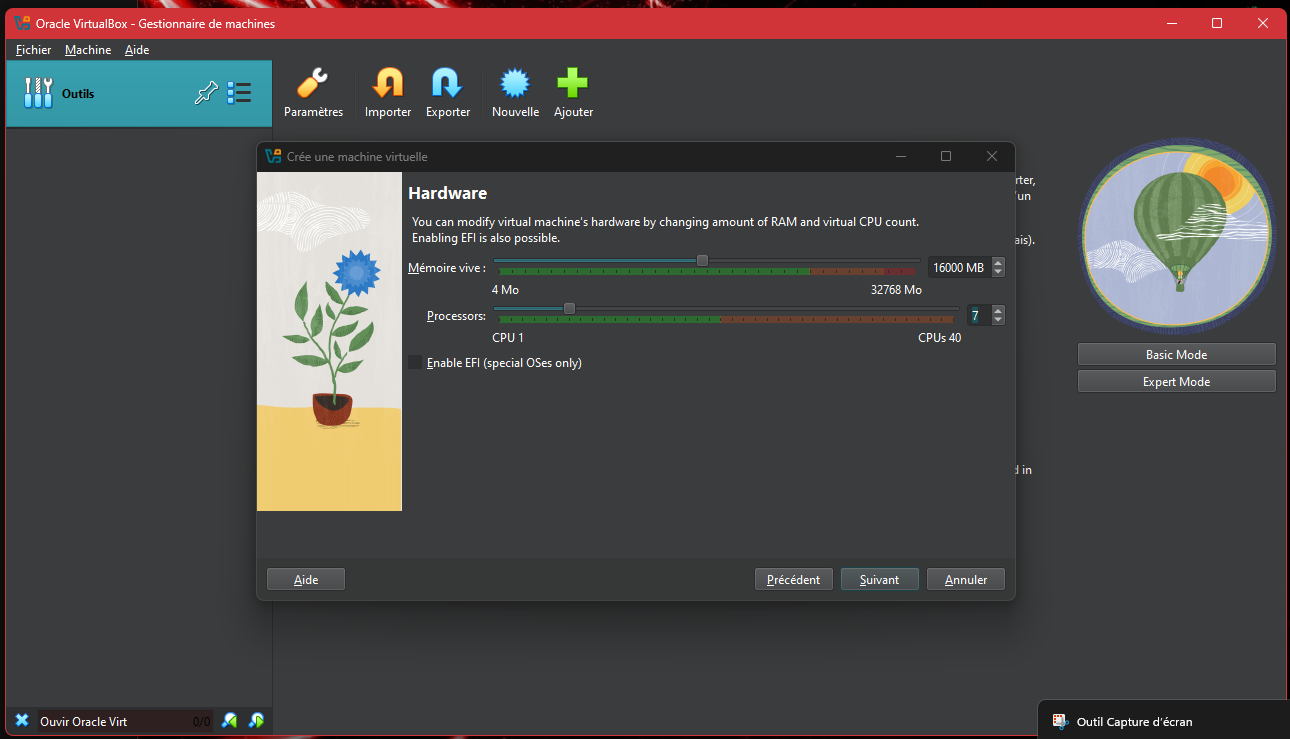 Oracle VirtualBox - Gestionnaire de machines
Fichier Machine Aide
Outils
Paramètres Importer Exporter Nouvelle Ajouter
Crée une machine virtuelle
rter,
'un
ais).
Hardware
You can modify virtual machine's hardware by changing amount of RAM and virtual CPU count.
Enabling EFI is also possible.
Mémoire vive : 16000 MB
4 Mo 32768 Mo
Processors: 7
CPU 1 CPUs 40
Enable EFI (special OSes only)
Basic Mode
Expert Mode
d in
Aide Précédent Suivant Annuler
Ouvir Oracle Virt 0/0
Outil Capture d'écran